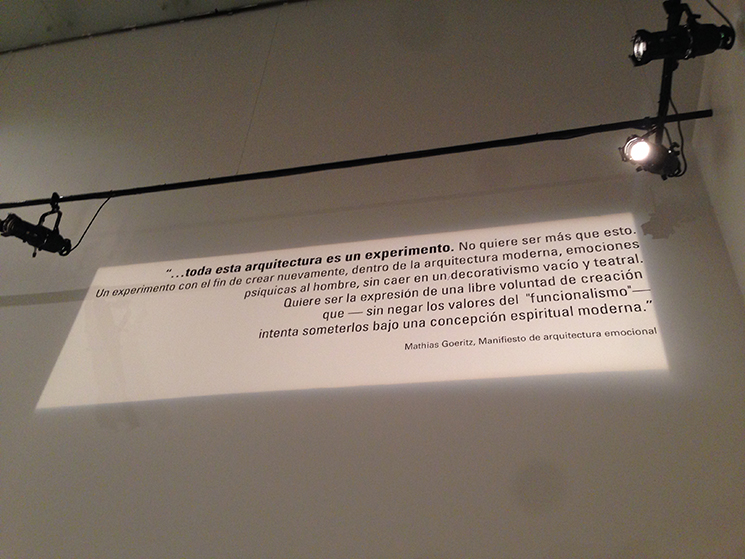 “...toda esta arquitectura es un experimento. No quiere ser más que esto.
Un experimento con el fin de crear nuevamente, dentro de la arquitectura moderna, emociones
psíquicas al hombre, sin caer en un decorativismo vacío y teatral.
Quiere ser la expresión de una libre voluntad de creación
que — sin negar los valores del "funcionalismo"—
intenta someterlos bajo una concepción espiritual moderna.”
Mathias Goeritz, Manifiesto de arquitectura emocional